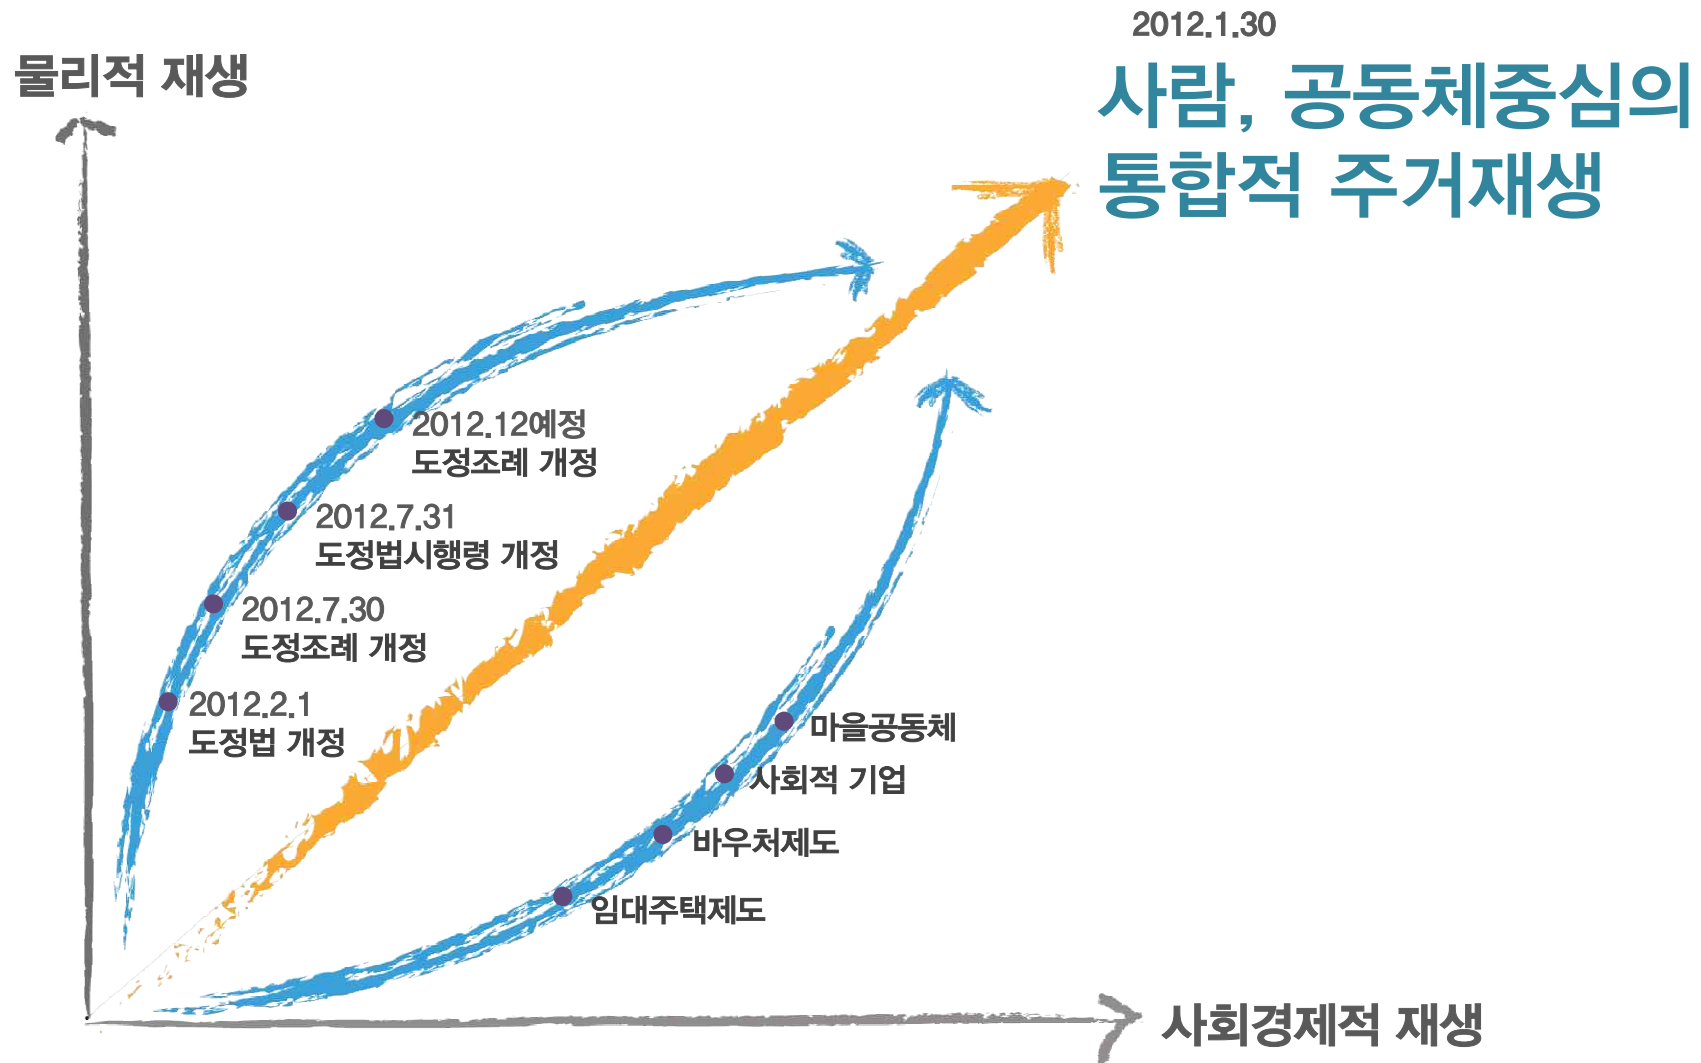 2012.1.30
사람, 공동체중심의
통합적 주거재생
물리적 재생
2012.12예정
도정조례 개정
2012.7.31
도정법시행령 개정
2012.7.30
도정조례 개정
2012.2.1
도정법 개정
마을공동체
사회적 기업
바우처제도
임대주택제도
사회경제적 재생